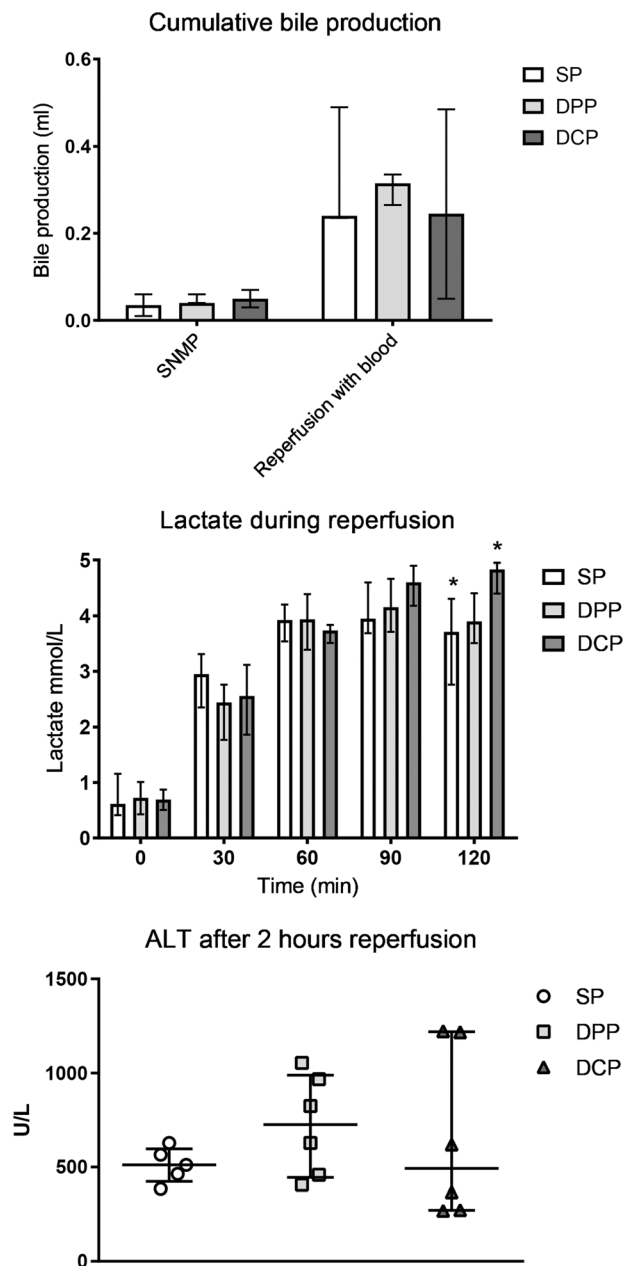 Cumulative bile production
0.6
0.4
0.2
0.0
Bile production (ml)
SNMP
Reperfusion with blood
SP
DPP
DCP
Lactate during reperfusion
5
4
3
2
1
0
Lactate mmol/L
* *
0 30 60 90 120
Time (min)
SP
DPP
DCP
ALT after 2 hours reperfusion
1500
1000
500
0
U/L
SP
DPP
DCP